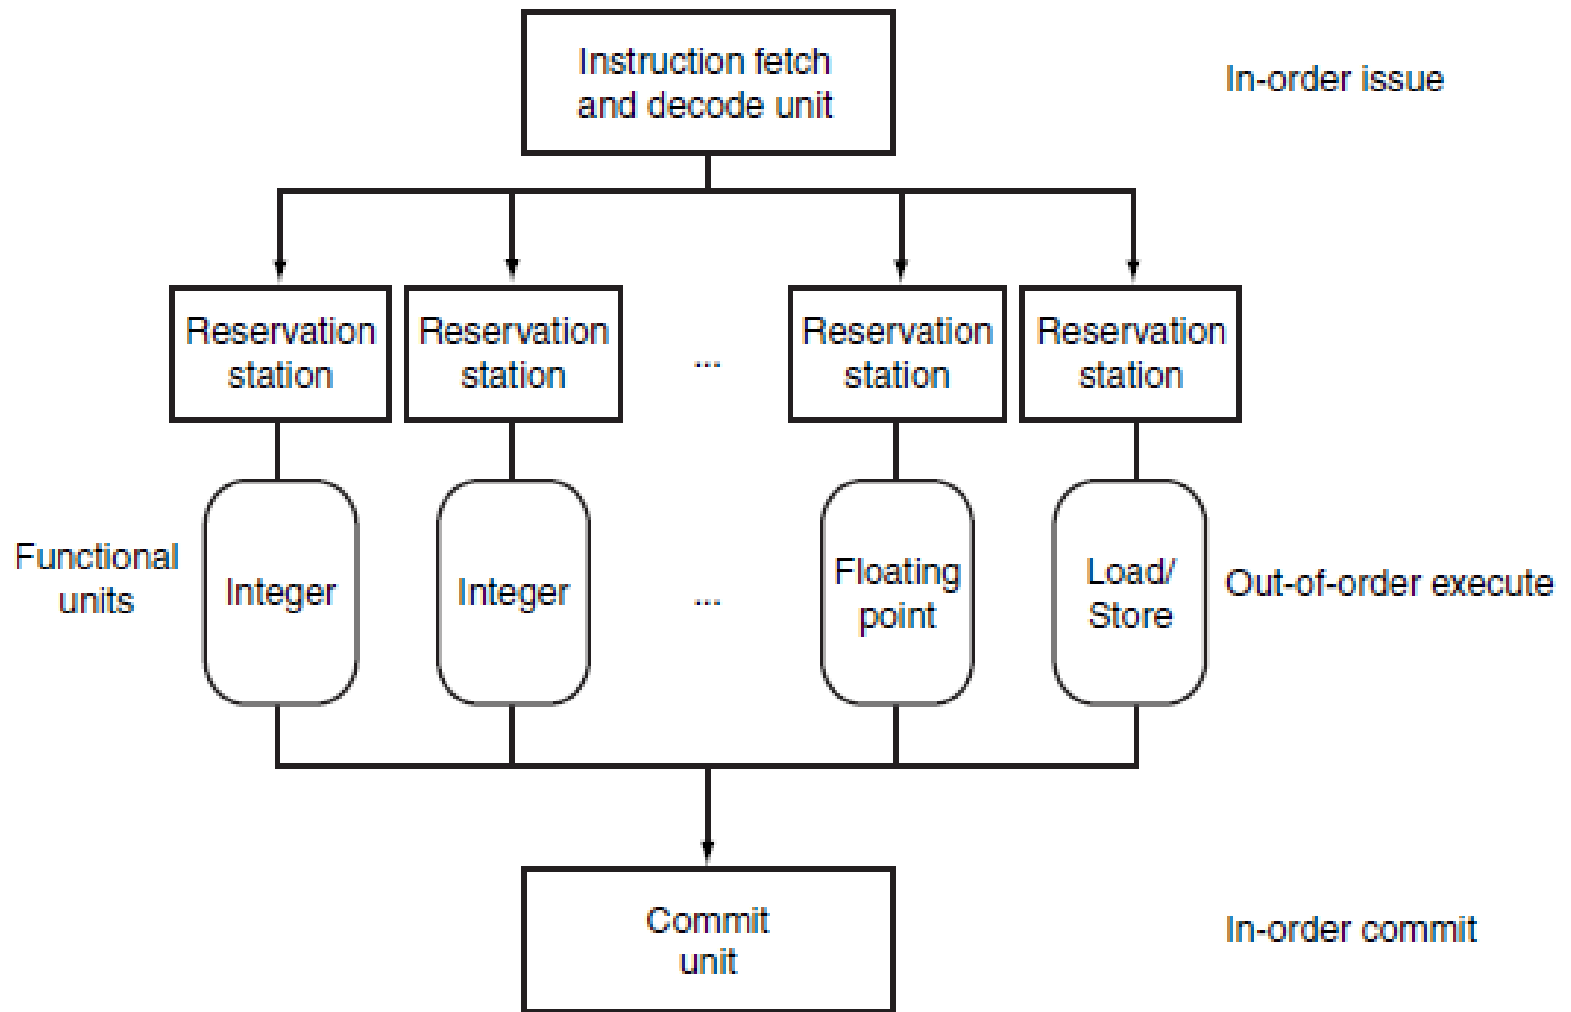 Instruction fetch
and decode unit
In-order issue
Reservation
station
Reservation
station
...
Reservation
station
Reservation
station
Functional
units
Integer
Integer
...
Floating
point
Load/
Store
Out-of-order execute
Commit
unit
In-order commit